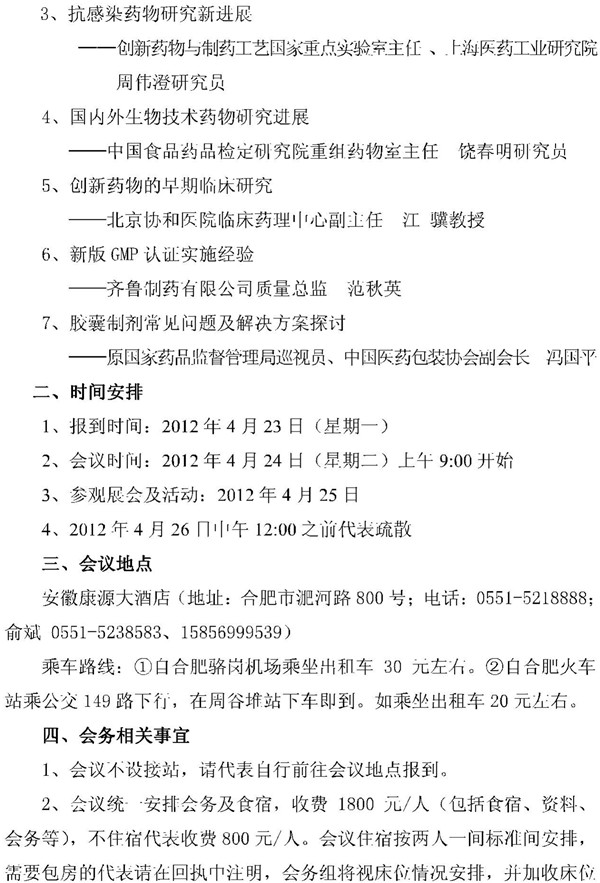 3、抗感染药物研究新进展
——创新药物与制药工艺国家重点实验室主任、上海医药工业研究院
周伟澄研究员
4、国内外生物技术药物研究进展
——中国食品药品检定研究院重组药物室主任　饶春明研究员
5、创新药物的早期临床研究
——北京协和医院临床药理中心副主任　江 骥教授
6、新版 GMP 认证实施经验
——齐鲁制药有限公司质量总监　范秋英
7、胶囊制剂常见问题及解决方案探讨
——原国家药品监督管理局巡视员、中国医药包装协会副会长　冯国平
二、时间安排
1、报到时间：2012 年 4 月 23 日（星期一）
2、会议时间：2012 年 4 月 24 日（星期二）上午 9:00 开始
3、参观展会及活动：2012 年 4 月 25 日
4、2012 年 4 月 26 日中午 12:00 之前代表疏散
三、会议地点
安徽康源大酒店（地址：合肥市淝河路 800 号；电话：0551-5218888；
俞斌 0551-5238583、15856999539）
乘车路线：①自合肥骆岗机场乘坐出租车 30 元左右。②自合肥火车
站乘公交 149 路下行，在周谷堆站下车即到。如乘坐出租车 20 元左右。
四、会务相关事宜
1、会议不设接站，请代表自行前往会议地点报到。
2、会议统一安排会务及食宿，收费 1800 元/人（包括食宿、资料、
会务等），不住宿代表收费 800 元/人。会议住宿按两人一间标准间安排，
需要包房的代表请在回执中注明，会务组将视床位情况安排，并加收床位